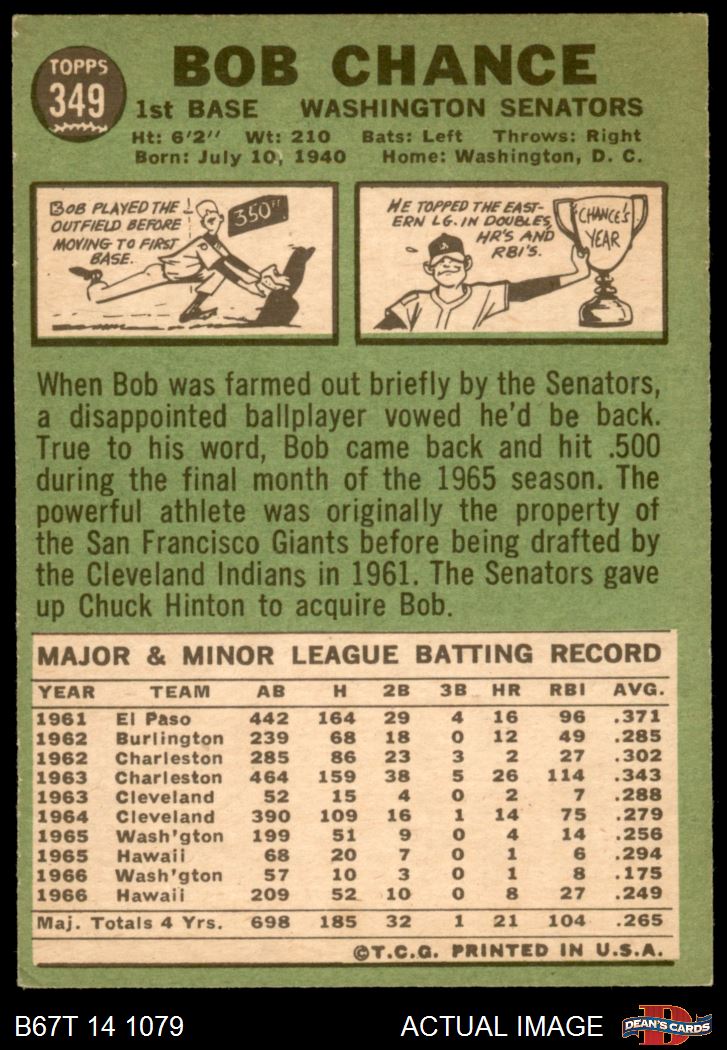 TOPPS
349
BOB CHANCE
1st BASE WASHINGTON SENATORS
Ht: 6'2" Wt: 210 Bats: Left Throws: Right
Born: July 10, 1940 Home: Washington, D. C.
BOB PLAYED THE
OUTFIELD BEFORE
MOVING TO FIRST
BASE.
350 FT
HE TOPPED THE EAST-
ERN LG. IN DOUBLES,
HR'S AND
RBI'S.
CHANCE'S
YEAR
When Bob was farmed out briefly by the Senators,
a disappointed ballplayer vowed he'd be back.
True to his word, Bob came back and hit .500
during the final month of the 1965 season. The
powerful athlete was originally the property of
the San Francisco Giants before being drafted by
the Cleveland Indians in 1961. The Senators gave
up Chuck Hinton to acquire Bob.
MAJOR & MINOR LEAGUE BATTING RECORD
YEAR TEAM AB H 2B 3B HR RBI AVG.
1961 El Paso 442 164 29 4 16 96 .371
1962 Burlington 239 68 18 0 12 49 .285
1962 Charleston 285 86 23 3 2 27 .302
1963 Charleston 464 159 38 5 26 114 .343
1963 Cleveland 52 15 4 0 2 7 .288
1964 Cleveland 390 109 16 1 14 75 .279
1965 Wash'gton 199 51 9 0 4 14 .256
1965 Hawaii 68 20 7 0 1 6 .294
1966 Wash'gton 57 10 3 0 1 8 .175
1966 Hawaii 209 52 10 0 8 27 .249
Maj. Totals 4 Yrs. 698 185 32 1 21 104 .265
©T.C.G. PRINTED IN U.S.A.
B67T 14 1079
ACTUAL IMAGE
DEAN'S CARDS